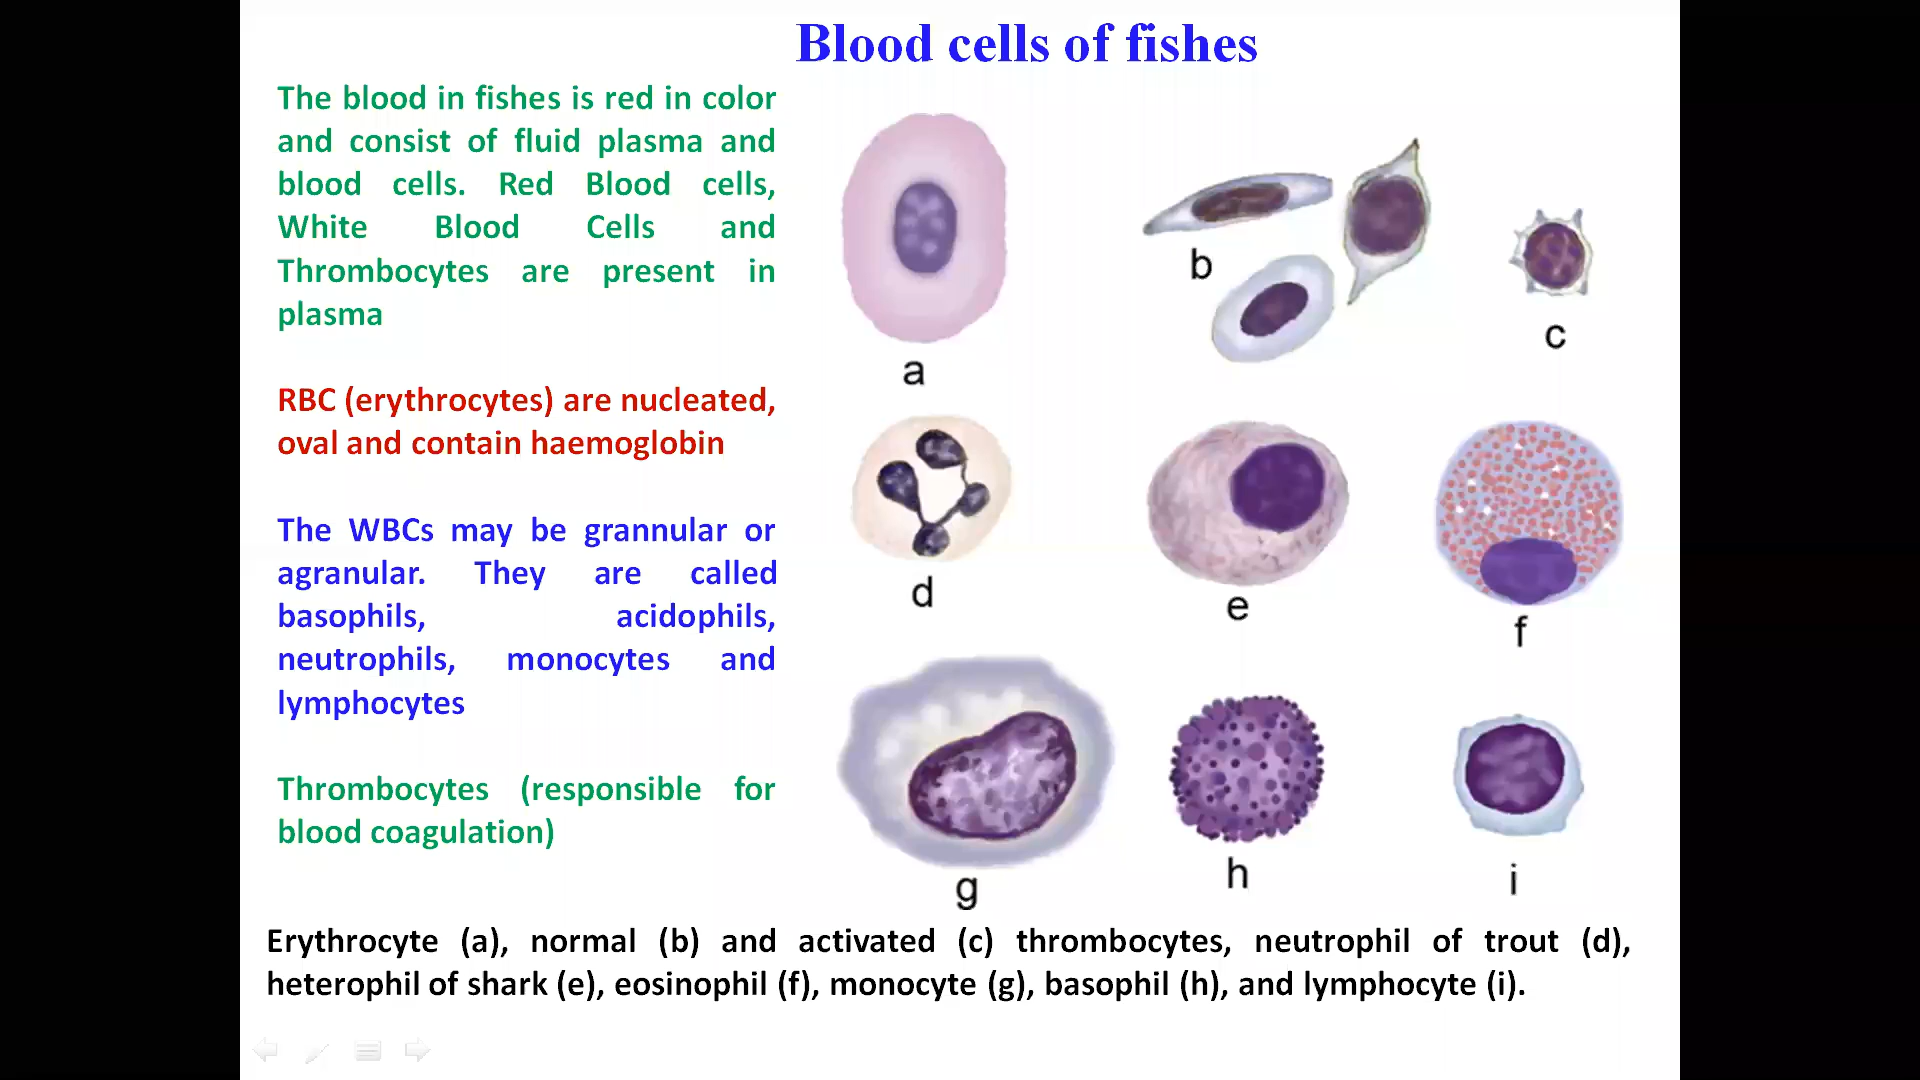 Blood cells of fishes
The blood in fishes is red in color
and consist of fluid plasma and
blood cells. Red Blood cells,
White Blood Cells and
Thrombocytes are present in
plasma
RBC (erythrocytes) are nucleated,
oval and contain haemoglobin
The WBCs may be grannular or
agranular. They are called
basophils, acidophils,
neutrophils, monocytes and
lymphocytes
Thrombocytes (responsible for
blood coagulation)
a
b
c
d
e
f
g
h
i
Erythrocyte (a), normal (b) and activated (c) thrombocytes, neutrophil of trout (d),
heterophil of shark (e), eosinophil (f), monocyte (g), basophil (h), and lymphocyte (i).